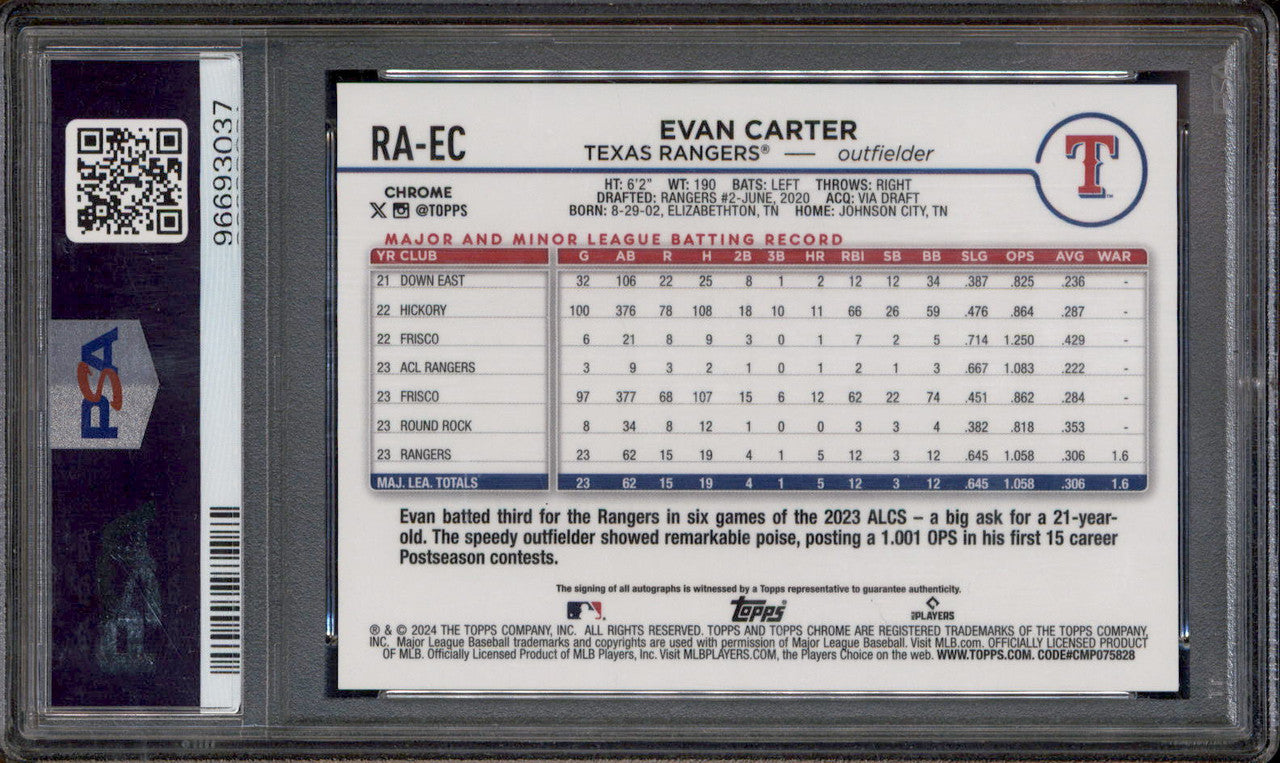 96693037
PSA
RA-EC
EVAN CARTER
TEXAS RANGERS® — outfielder
T
CHROME
X @TOPPS
HT: 6'2" WT: 190 BATS: LEFT THROWS: RIGHT
DRAFTED: RANGERS #2-JUNE, 2020 ACQ: VIA DRAFT
BORN: 8-29-02, ELIZABETHTON, TN HOME: JOHNSON CITY, TN
MAJOR AND MINOR LEAGUE BATTING RECORD
YR CLUB G AB R H 2B 3B HR RBI SB BB SLG OPS AVG WAR
21 DOWN EAST 32 106 22 25 8 1 2 12 12 34 .387 .825 .236 -
22 HICKORY 100 376 78 108 18 10 11 66 26 59 .476 .864 .287 -
22 FRISCO 6 21 8 9 3 0 1 7 2 5 .714 1.250 .429 -
23 ACL RANGERS 3 9 3 2 1 0 1 2 1 3 .667 1.083 .222 -
23 FRISCO 97 377 68 107 15 6 12 62 22 74 .451 .862 .284 -
23 ROUND ROCK 8 34 8 12 1 0 0 3 3 4 .382 .818 .353 -
23 RANGERS 23 62 15 19 4 1 5 12 3 12 .645 1.058 .306 1.6
MAJ. LEA. TOTALS 23 62 15 19 4 1 5 12 3 12 .645 1.058 .306 1.6
Evan batted third for the Rangers in six games of the 2023 ALCS – a big ask for a 21-year-
old. The speedy outfielder showed remarkable poise, posting a 1.001 OPS in his first 15 career
Postseason contests.
The signing of all autographs is witnessed by a Topps representative to guarantee authenticity.
topps
PLAYERS
® & © 2024 THE TOPPS COMPANY, INC. ALL RIGHTS RESERVED. TOPPS AND TOPPS CHROME ARE REGISTERED TRADEMARKS OF THE TOPPS COMPANY,
INC. Major League Baseball trademarks and copyrights are used with permission of Major League Baseball. Visit MLB.com. OFFICIALLY LICENSED PRODUCT
OF MLB. Officially Licensed Product of MLB Players, Inc. Visit MLBPLAYERS.COM, the Players Choice on the web. WWW.TOPPS.COM. CODE#CMP075828